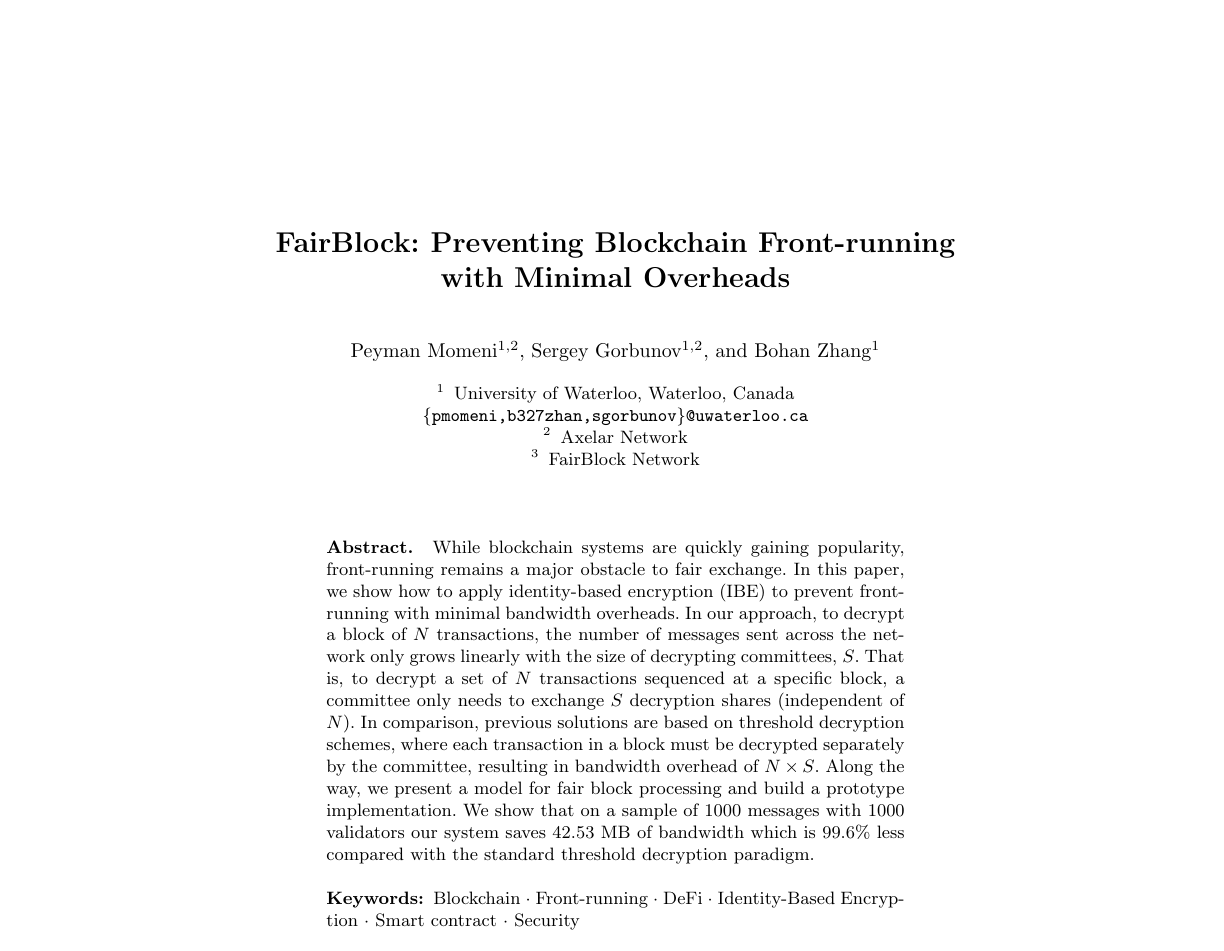 FairBlock: Preventing Blockchain Front-running
with Minimal Overheads
Peyman Momeni1,2, Sergey Gorbunov1,2, and Bohan Zhang1
1 University of Waterloo, Waterloo, Canada
{pmomeni,b327zhan,sgorbunov}@uwaterloo.ca
2 Axelar Network
3 FairBlock Network
Abstract. While blockchain systems are quickly gaining popularity,
front-running remains a major obstacle to fair exchange. In this paper,
we show how to apply identity-based encryption (IBE) to prevent front-
running with minimal bandwidth overheads. In our approach, to decrypt
a block of N transactions, the number of messages sent across the net-
work only grows linearly with the size of decrypting committees, S. That
is, to decrypt a set of N transactions sequenced at a specific block, a
committee only needs to exchange S decryption shares (independent of
N). In comparison, previous solutions are based on threshold decryption
schemes, where each transaction in a block must be decrypted separately
by the committee, resulting in bandwidth overhead of N × S. Along the
way, we present a model for fair block processing and build a prototype
implementation. We show that on a sample of 1000 messages with 1000
validators our system saves 42.53 MB of bandwidth which is 99.6% less
compared with the standard threshold decryption paradigm.
Keywords: Blockchain · Front-running · DeFi · Identity-Based Encryp-
tion · Smart contract · Security